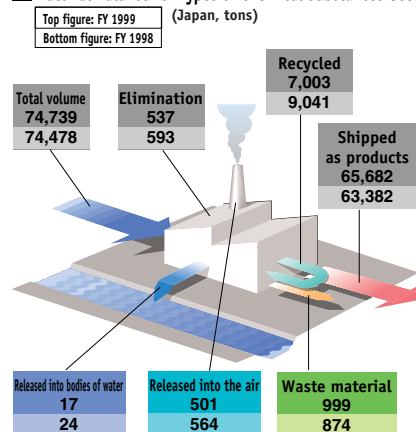 Top figure: FY 1999
Bottom figure: FY 1998
(Japan, tons)
Recycled
7,003
9,041
Total volume
74,739
74,478
Elimination
537
593
Shipped
as products
65,682
63,382
Released into bodies of water
17
24
Released into the air
501
564
Waste material
999
874